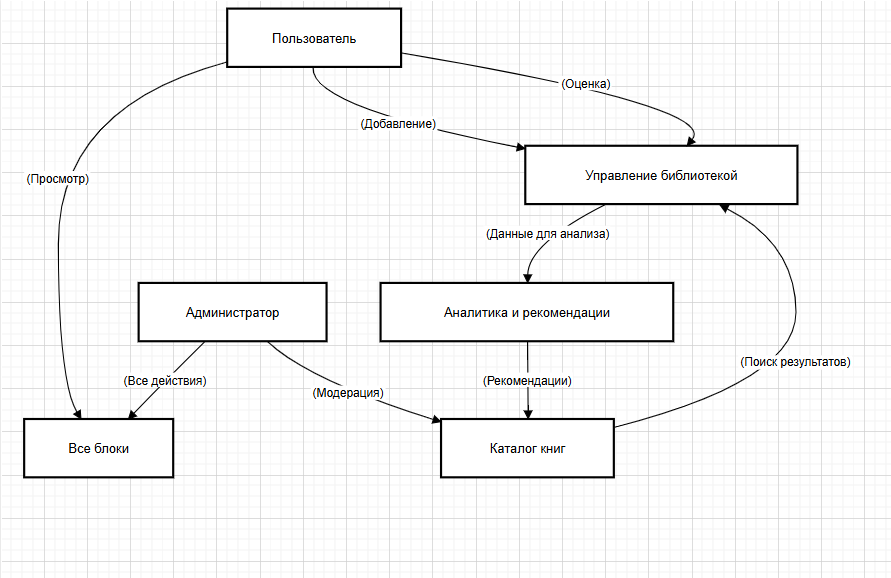 Пользователь
(Оценка)
(Добавление)
(Просмотр)
Управление библиотекой
(Данные для анализа)
Администратор
Аналитика и рекомендации
(Поиск результатов)
(Все действия)
(Рекомендации)
(Модерация)
Все блоки
Каталог книг